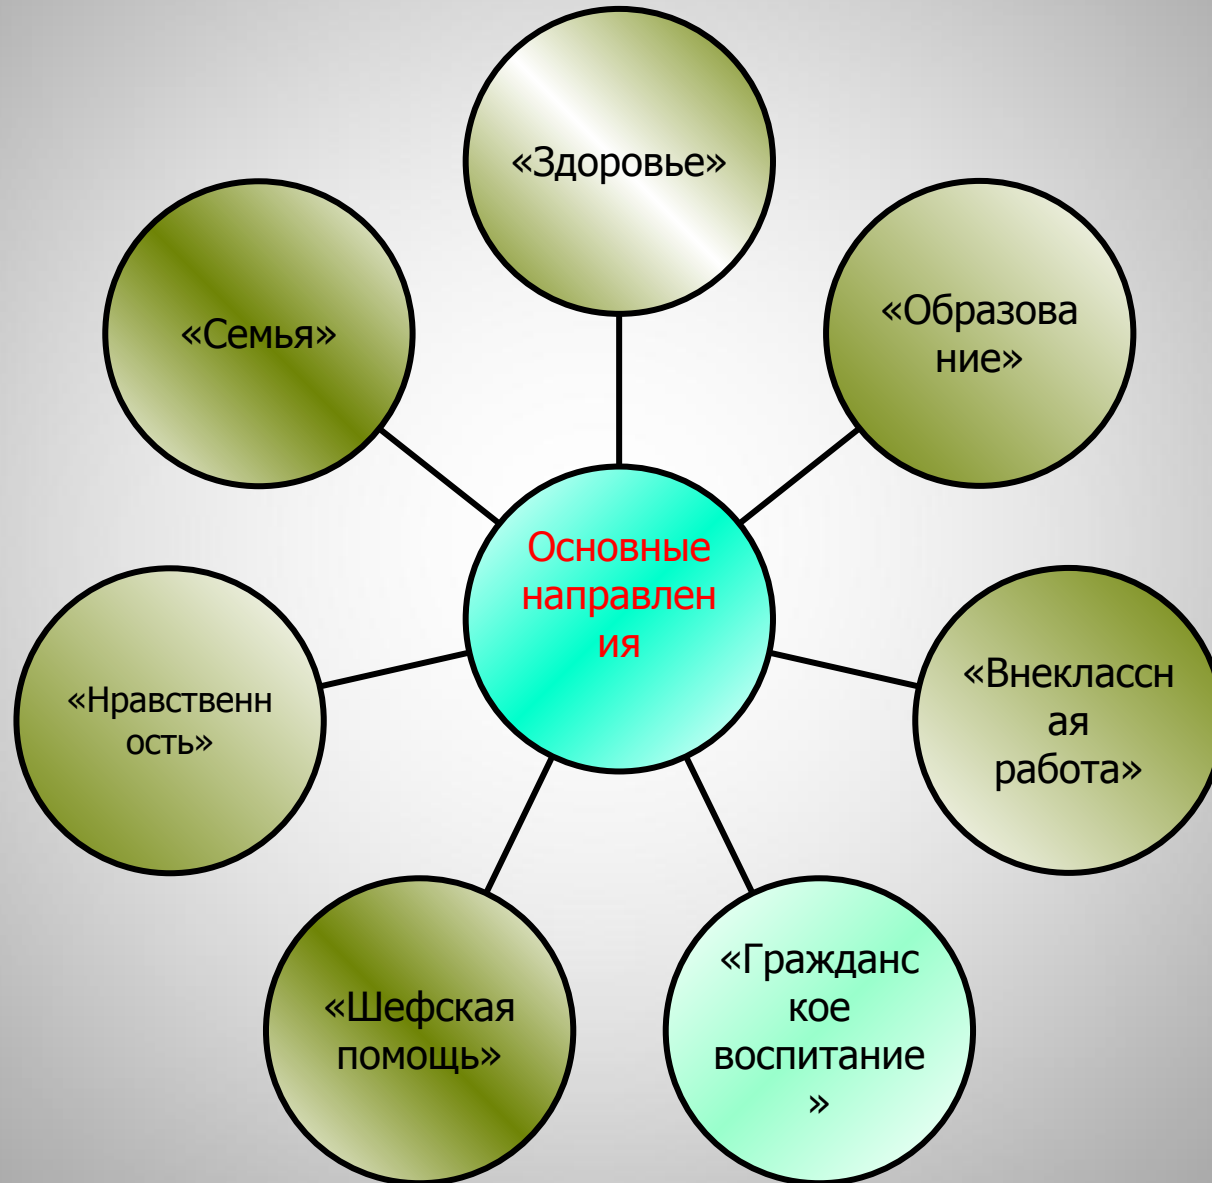 «Здоровье»
«Образова
ние»
«Семья»
Основные
направлен
ия
«Внеклассн
ая
работа»
«Нравственн
ость»
«Гражданс
кое
воспитание
»
«Шефская
помощь»